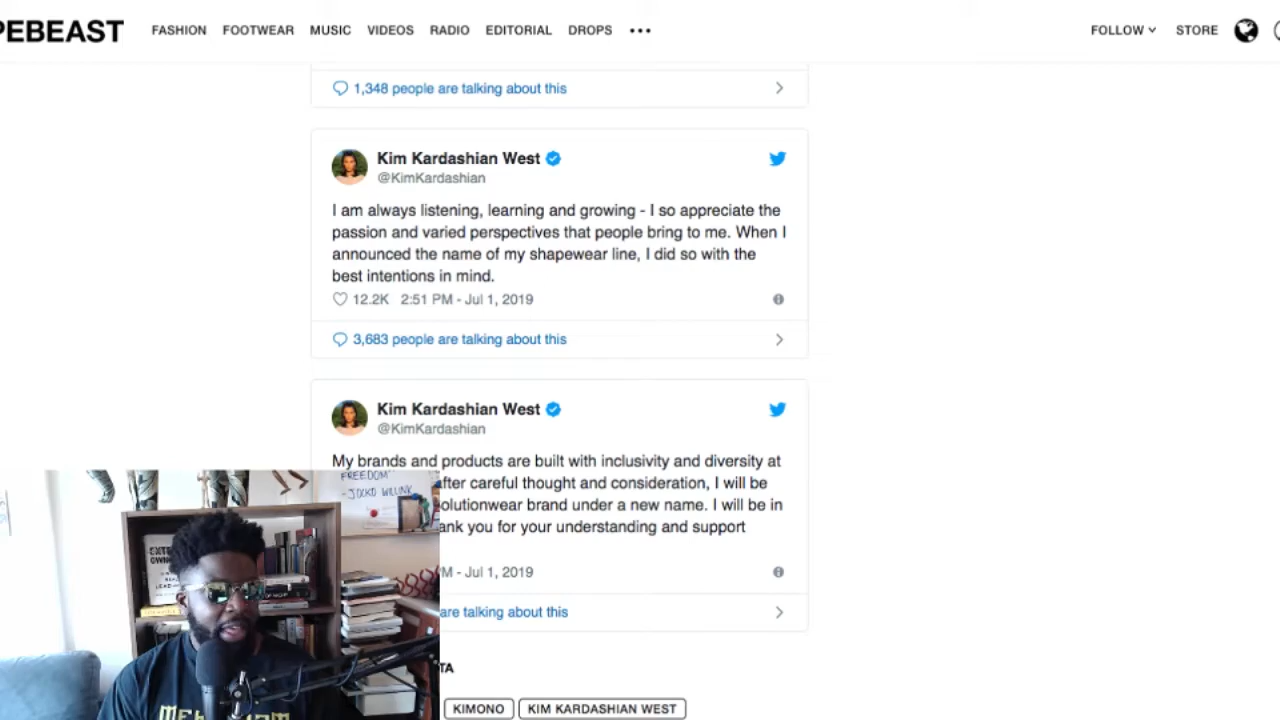 PEBEAST FASHION FOOTWEAR MUSIC VIDEOS RADIO EDITORIAL DROPS ••• FOLLOW STORE
1,348 people are talking about this
Kim Kardashian West
@KimKardashian
I am always listening, learning and growing - I so appreciate the
passion and varied perspectives that people bring to me. When I
announced the name of my shapewear line, I did so with the
best intentions in mind.
12.2K 2:51 PM - Jul 1, 2019
3,683 people are talking about this
Kim Kardashian West
@KimKardashian
My brands and products are built with inclusivity and diversity at
fter careful thought and consideration, I will be
olutionwear brand under a new name. I will be in
ank you for your understanding and support
M - Jul 1, 2019
are talking about this
TA
KIMONO KIM KARDASHIAN WEST
FREEDOM"
-JOCKO WILLINK